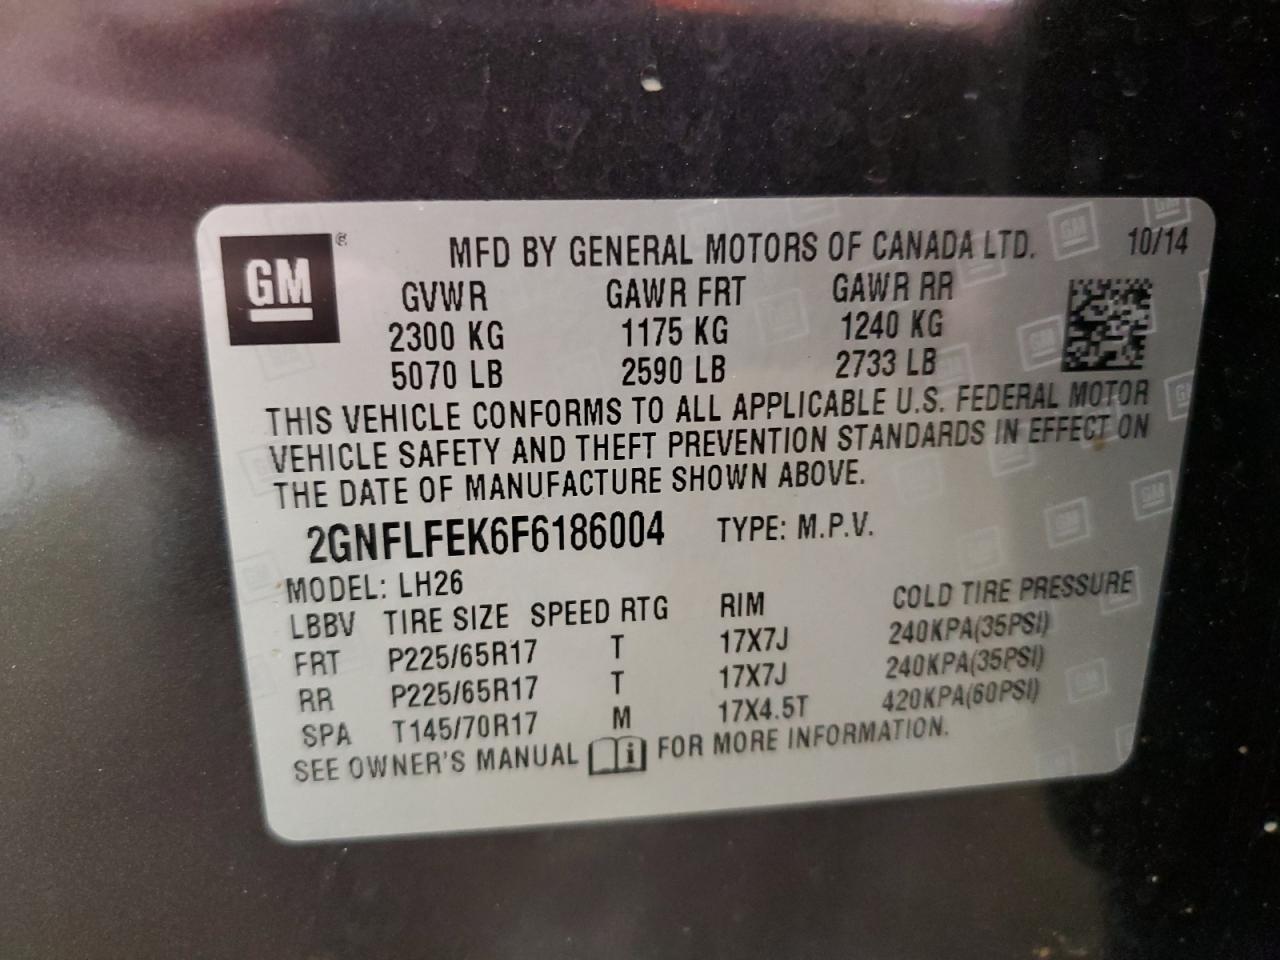 GM ® MFD BY GENERAL MOTORS OF CANADA LTD. 10/14
GVWR GAWR FRT GAWR RR
2300 KG 1175 KG 1240 KG
5070 LB 2590 LB 2733 LB
THIS VEHICLE CONFORMS TO ALL APPLICABLE U.S. FEDERAL MOTOR
VEHICLE SAFETY AND THEFT PREVENTION STANDARDS IN EFFECT ON
THE DATE OF MANUFACTURE SHOWN ABOVE.
2GNFLFEK6F6186004 TYPE: M.P.V.
MODEL: LH26
LBBV TIRE SIZE SPEED RTG RIM COLD TIRE PRESSURE
FRT P225/65R17 T 17X7J 240KPA(35PSI)
RR P225/65R17 T 17X7J 240KPA(35PSI)
SPA T145/70R17 M 17X4.5T 420KPA(60PSI)
SEE OWNER'S MANUAL i FOR MORE INFORMATION.